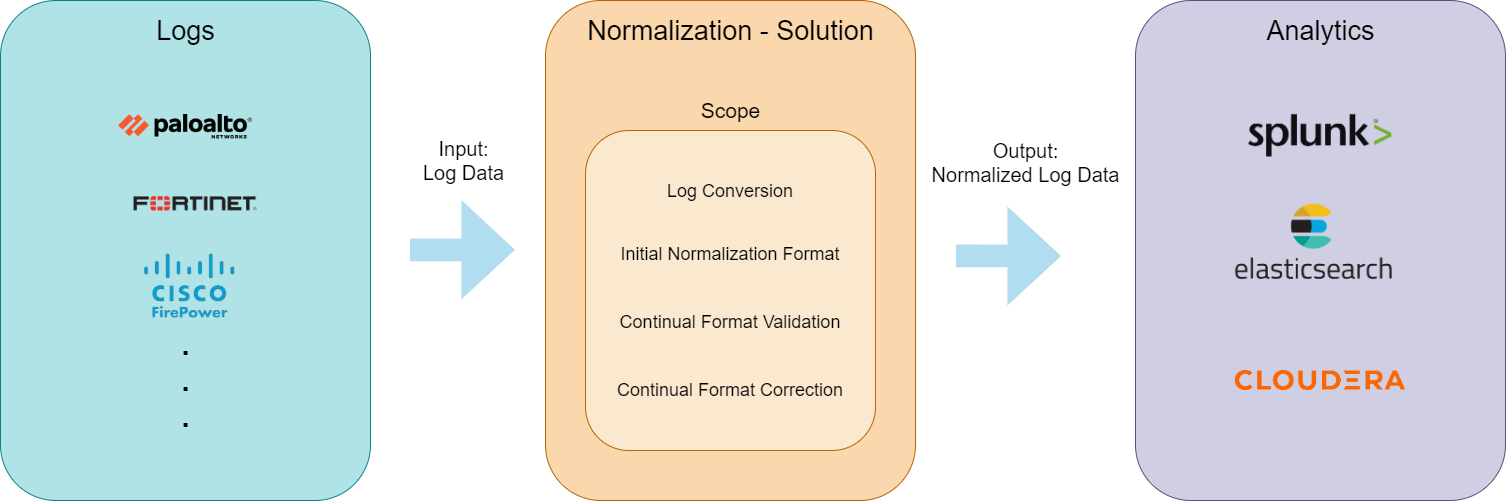 Logs
paloalto®
NETWORKS
FORTINET®
CISCO
FirePower
.
.
.
Input:
Log Data
Normalization - Solution
Scope
Log Conversion
Initial Normalization Format
Continual Format Validation
Continual Format Correction
Output:
Normalized Log Data
Analytics
splunk>
elasticsearch
CLOUDERA